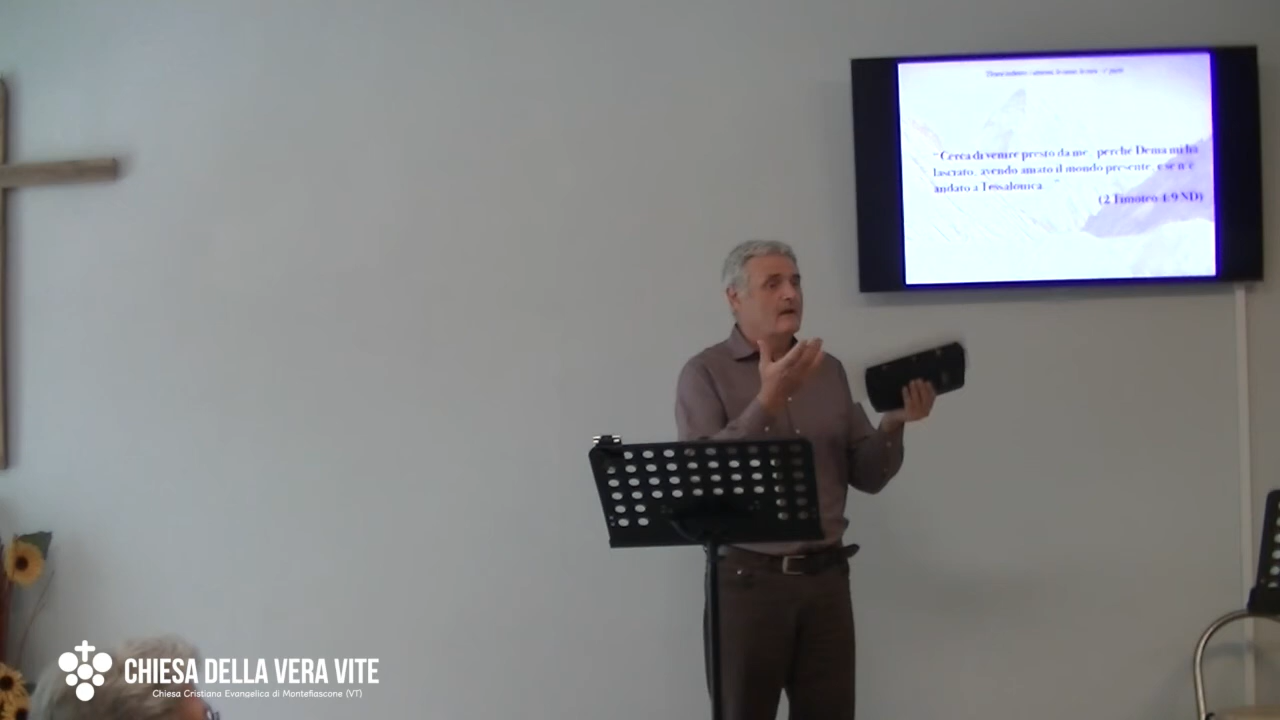 "Cerca di venire presto da me, perché Dema mi ha
lasciato, avendo amato il mondo presente, e se n'è
andato a Tessalonica
(2 Timoteo 4:9 ND)
CHIESA DELLA VERA VITE
Chiesa Cristiana Evangelica di Montefiascone (VT)